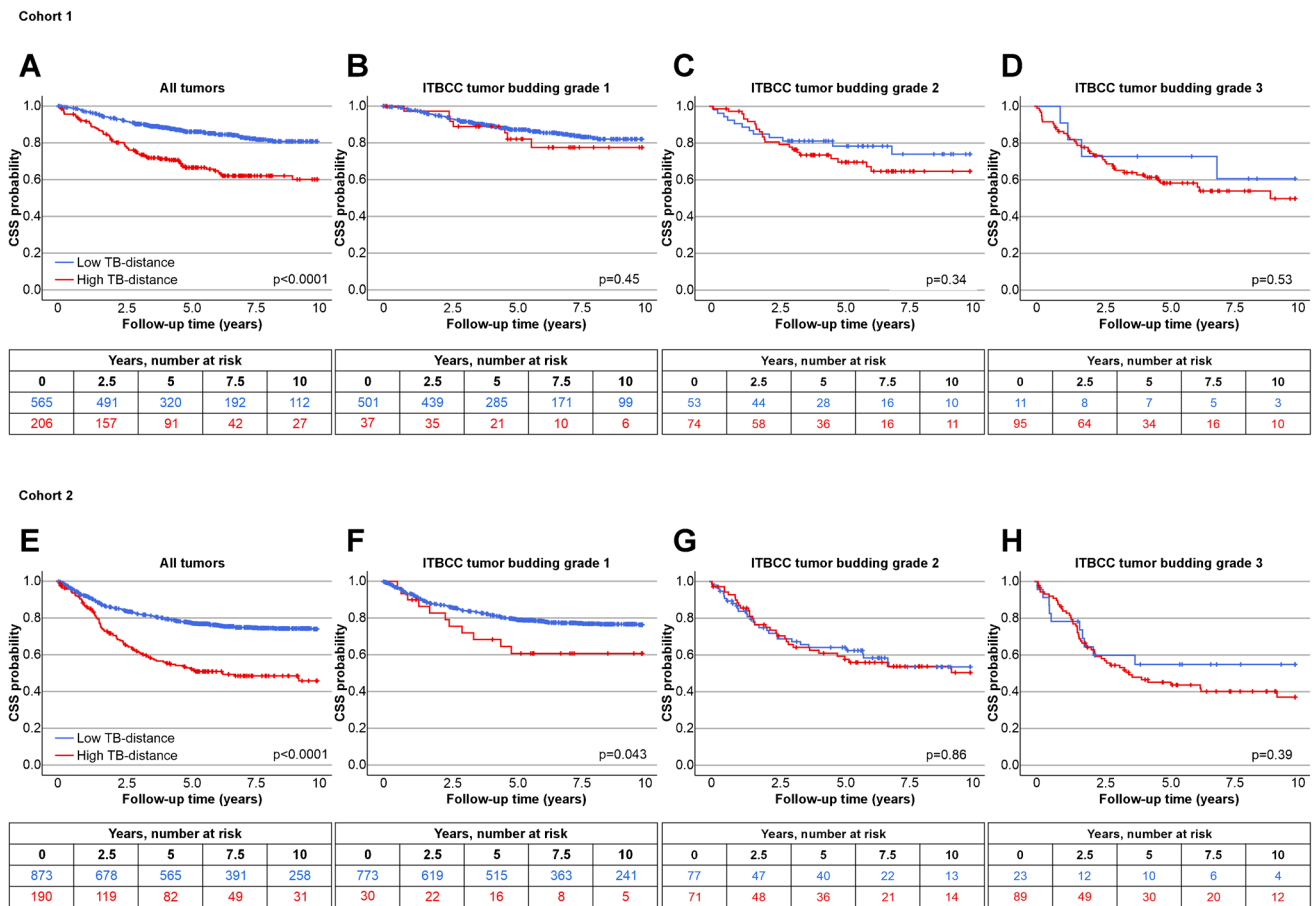 Cohort 1
A B C D
All tumors ITBCC tumor budding grade 1 ITBCC tumor budding grade 2 ITBCC tumor budding grade 3
CSS probability CSS probability CSS probability CSS probability
1.0 1.0 1.0 1.0
0.8 0.8 0.8 0.8
0.6 0.6 0.6 0.6
0.4 0.4 0.4 0.4
0.2 0.2 0.2 0.2
0.0 0.0 0.0 0.0
Low TB-distance
High TB-distance
p<0.0001 p=0.45 p=0.34 p=0.53
0 2.5 5.0 7.5 10 0 2.5 5.0 7.5 10 0 2.5 5.0 7.5 10 0 2.5 5.0 7.5 10
Follow-up time (years) Follow-up time (years) Follow-up time (years) Follow-up time (years)
Years, number at risk Years, number at risk Years, number at risk Years, number at risk
0 2.5 5 7.5 10 0 2.5 5 7.5 10 0 2.5 5 7.5 10 0 2.5 5 7.5 10
565 491 320 192 112 501 439 285 171 99 53 44 28 16 10 11 8 7 5 3
206 157 91 42 27 37 35 21 10 6 74 58 36 16 11 95 64 34 16 10
Cohort 2
E F G H
All tumors ITBCC tumor budding grade 1 ITBCC tumor budding grade 2 ITBCC tumor budding grade 3
CSS probability CSS probability CSS probability CSS probability
1.0 1.0 1.0 1.0
0.8 0.8 0.8 0.8
0.6 0.6 0.6 0.6
0.4 0.4 0.4 0.4
0.2 0.2 0.2 0.2
0.0 0.0 0.0 0.0
Low TB-distance
High TB-distance
p<0.0001 p=0.043 p=0.86 p=0.39
0 2.5 5.0 7.5 10 0 2.5 5.0 7.5 10 0 2.5 5.0 7.5 10 0 2.5 5.0 7.5 10
Follow-up time (years) Follow-up time (years) Follow-up time (years) Follow-up time (years)
Years, number at risk Years, number at risk Years, number at risk Years, number at risk
0 2.5 5 7.5 10 0 2.5 5 7.5 10 0 2.5 5 7.5 10 0 2.5 5 7.5 10
873 678 565 391 258 773 619 515 363 241 77 47 40 22 13 23 12 10 6 4
190 119 82 49 31 30 22 16 8 5 71 48 36 21 14 89 49 30 20 12